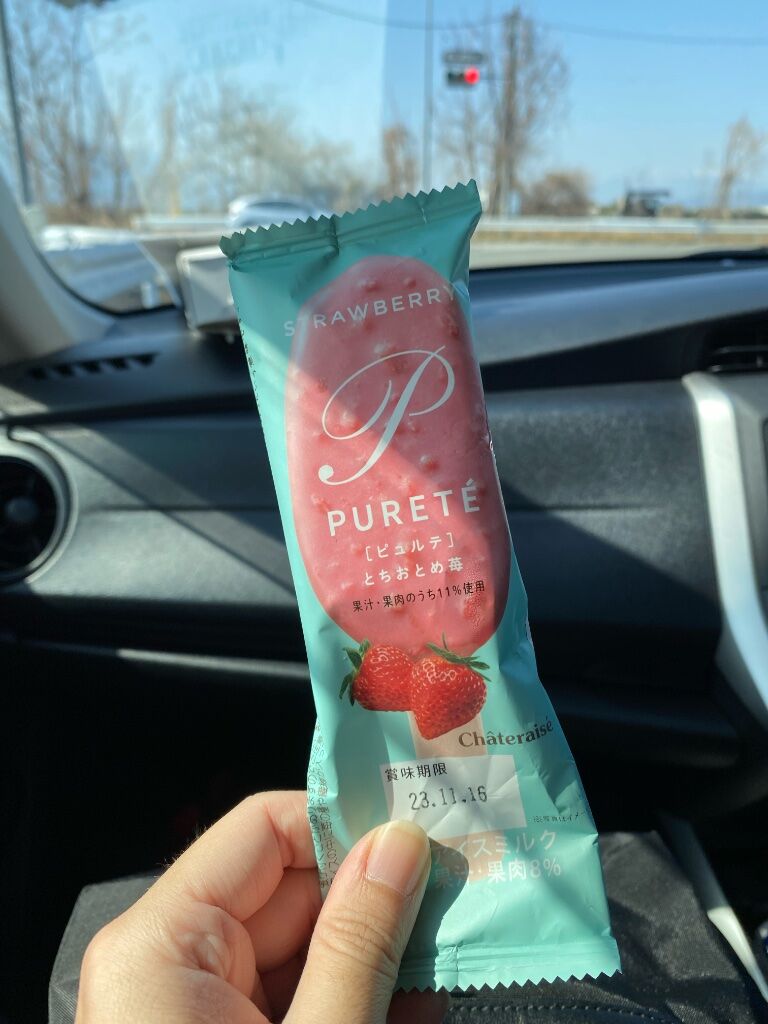 STRAWBERRY
P
PURETÉ
[ピュルテ]
とちおとめ苺
果汁・果肉のうち11%使用
Châteraisé
賞味期限
23.11.16
アイスミルク
果汁・果肉8%